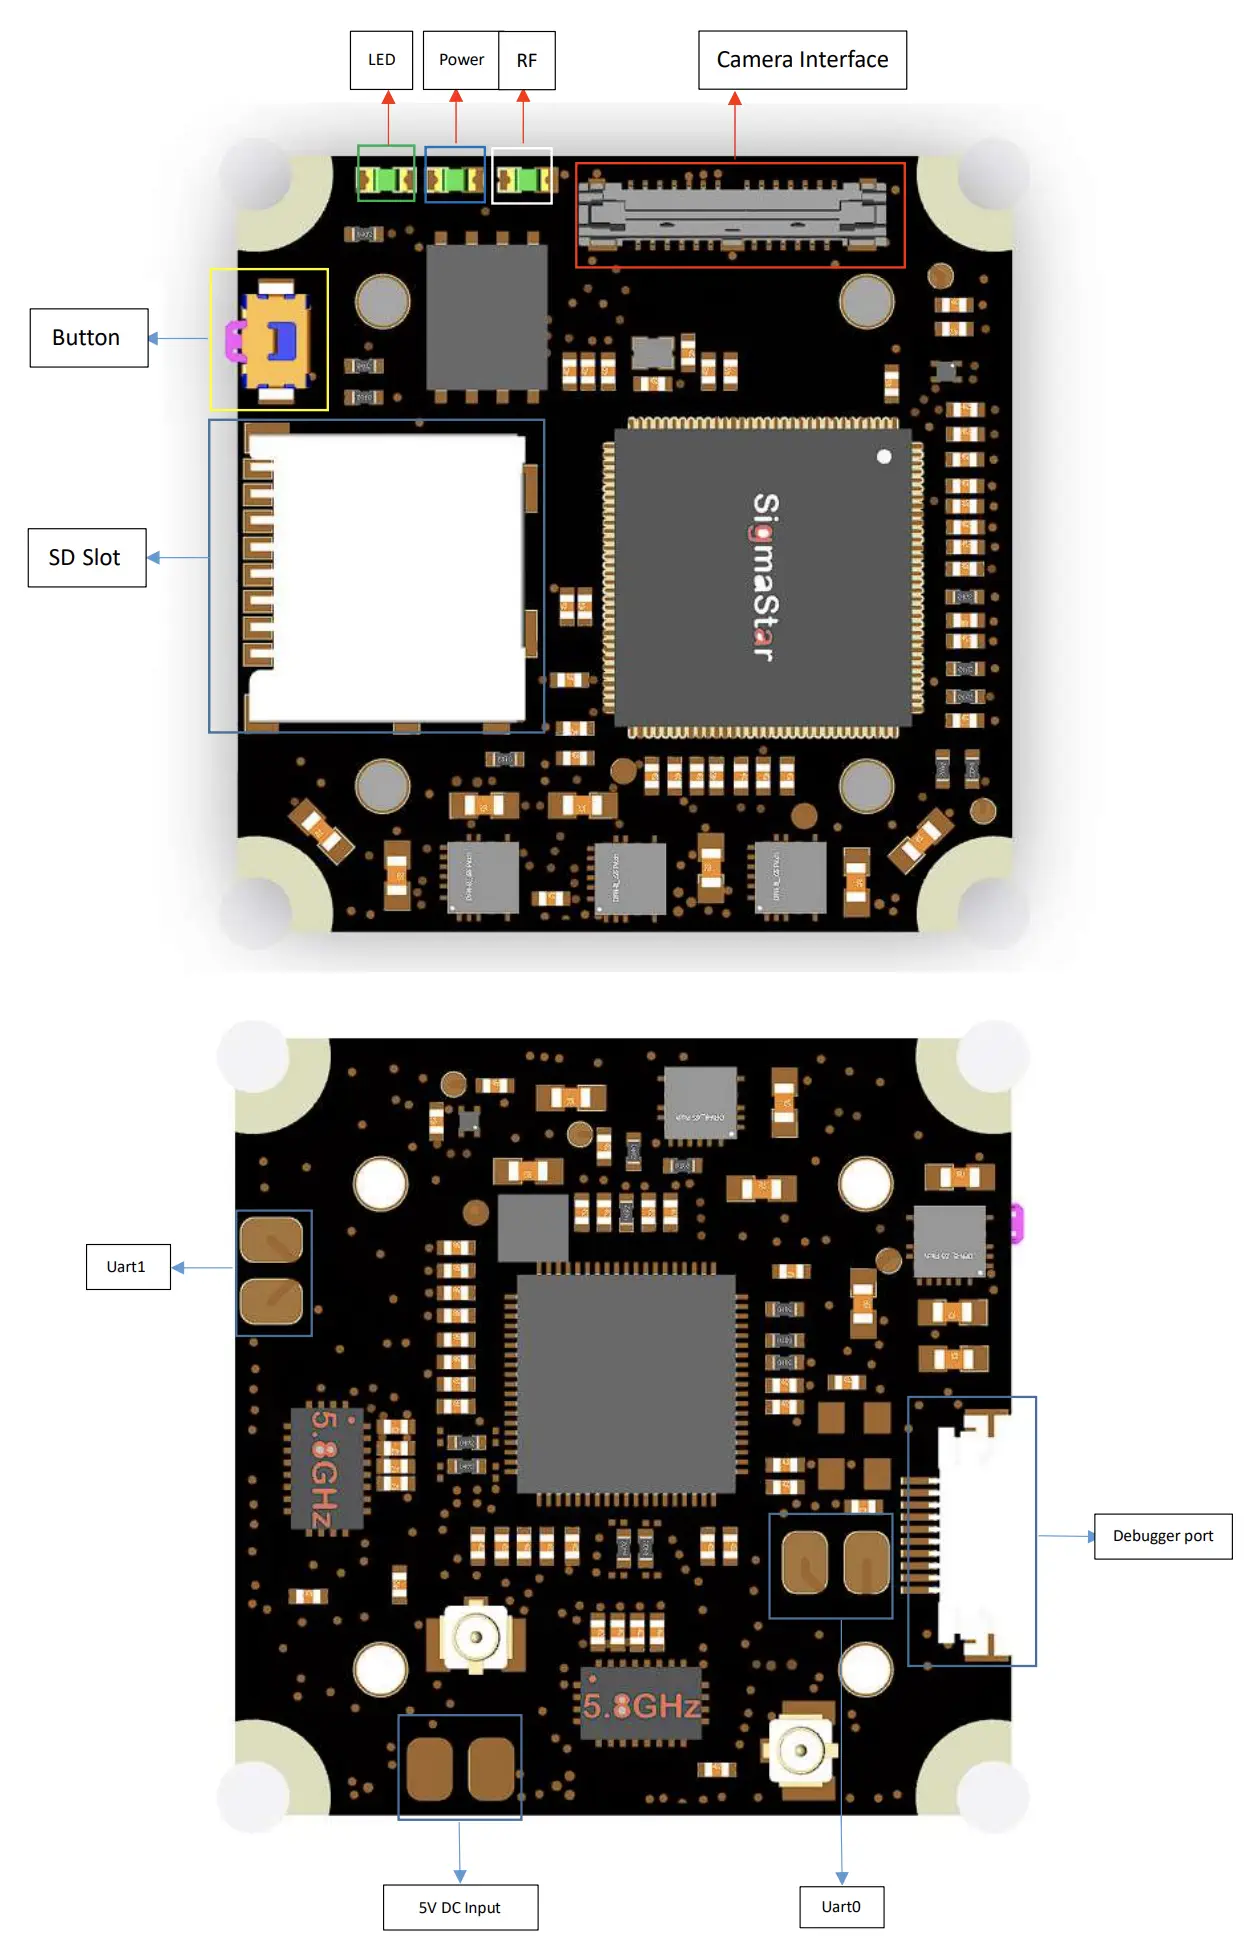 LED
Power
RF
Camera Interface
Button
SD Slot
SigmaStar
Uart1
5.8GHz
Debugger port
5.8GHz
5V DC Input
Uart0